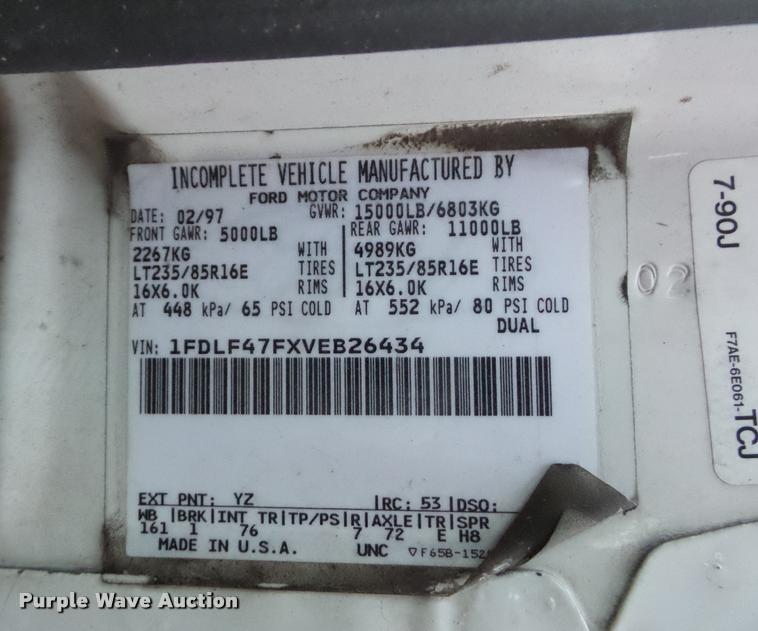 INCOMPLETE VEHICLE MANUFACTURED BY
FORD MOTOR COMPANY
DATE: 02/97 GVWR: 15000LB/6803KG
FRONT GAWR: 5000LB REAR GAWR: 11000LB
2267KG WITH 4989KG WITH
LT235/85R16E TIRES LT235/85R16E TIRES
16X6.0K RIMS 16X6.0K RIMS
AT 448 kPa/ 65 PSI COLD AT 552 kPa/ 80 PSI COLD
DUAL
VIN: 1FDLF47FXVEB26434
EXT PNT: YZ |RC: 53 |DSO:
WB |BRK|INT TR|TP/PS|R|AXLE|TR|SPR
161 1 76 7 72 E H8
MADE IN U.S.A. UNC ▽F65B-152
02
7-90J
F7AE-6E061-TCJ
Purple Wave Auction